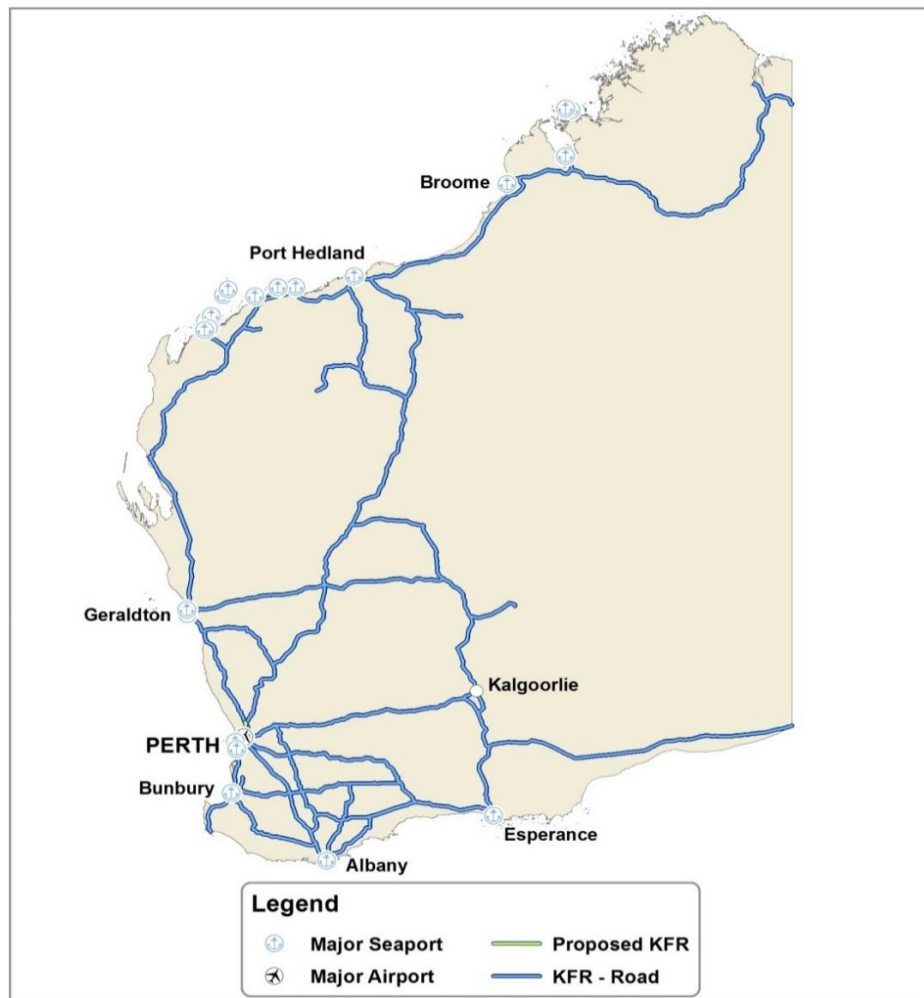 Broome
Port Hedland
Geraldton
Kalgoorlie
PERTH
Bunbury
Esperance
Albany
Legend
Major Seaport
Proposed KFR
Major Airport
KFR - Road